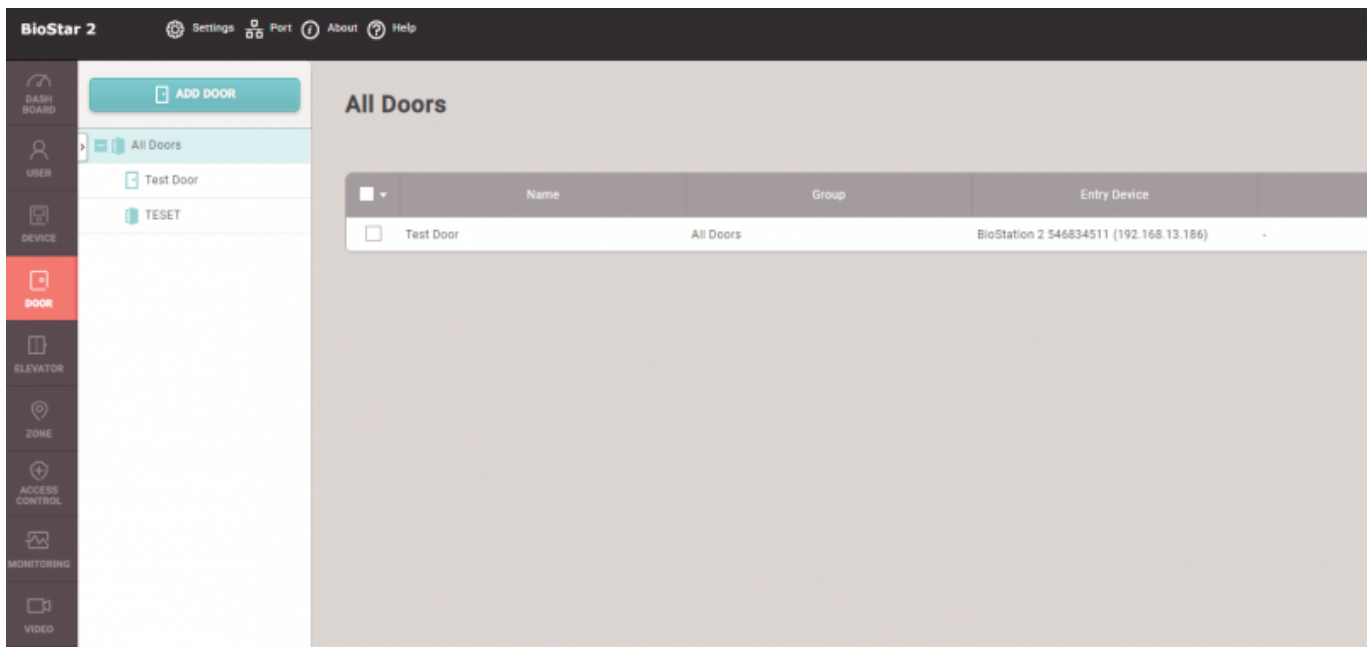 BioStar 2 Settings Port About Help
DASH
BOARD
USER
DEVICE
DOOR
ELEVATOR
ZONE
ACCESS
CONTROL
MONITORING
VIDEO
ADD DOOR
All Doors
Test Door
TESET
All Doors
Name Group Entry Device
Test Door All Doors BioStation 2 546834511 (192.168.13.186) -